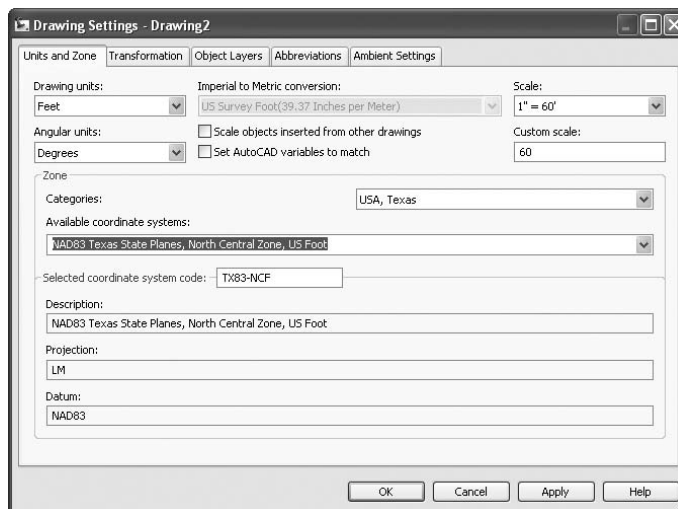 Drawing Settings - Drawing2
Units and Zone Transformation Object Layers Abbreviations Ambient Settings
Drawing units: Imperial to Metric conversion: Scale:
Feet US Survey Foot(39.37 Inches per Meter) 1" = 60'
Angular units: Scale objects inserted from other drawings Custom scale:
Degrees Set AutoCAD variables to match 60
Zone
Categories: USA, Texas
Available coordinate systems:
NAD83 Texas State Planes, North Central Zone, US Foot
Selected coordinate system code: TX83-NCF
Description:
NAD83 Texas State Planes, North Central Zone, US Foot
Projection:
LM
Datum:
NAD83
OK Cancel Apply Help